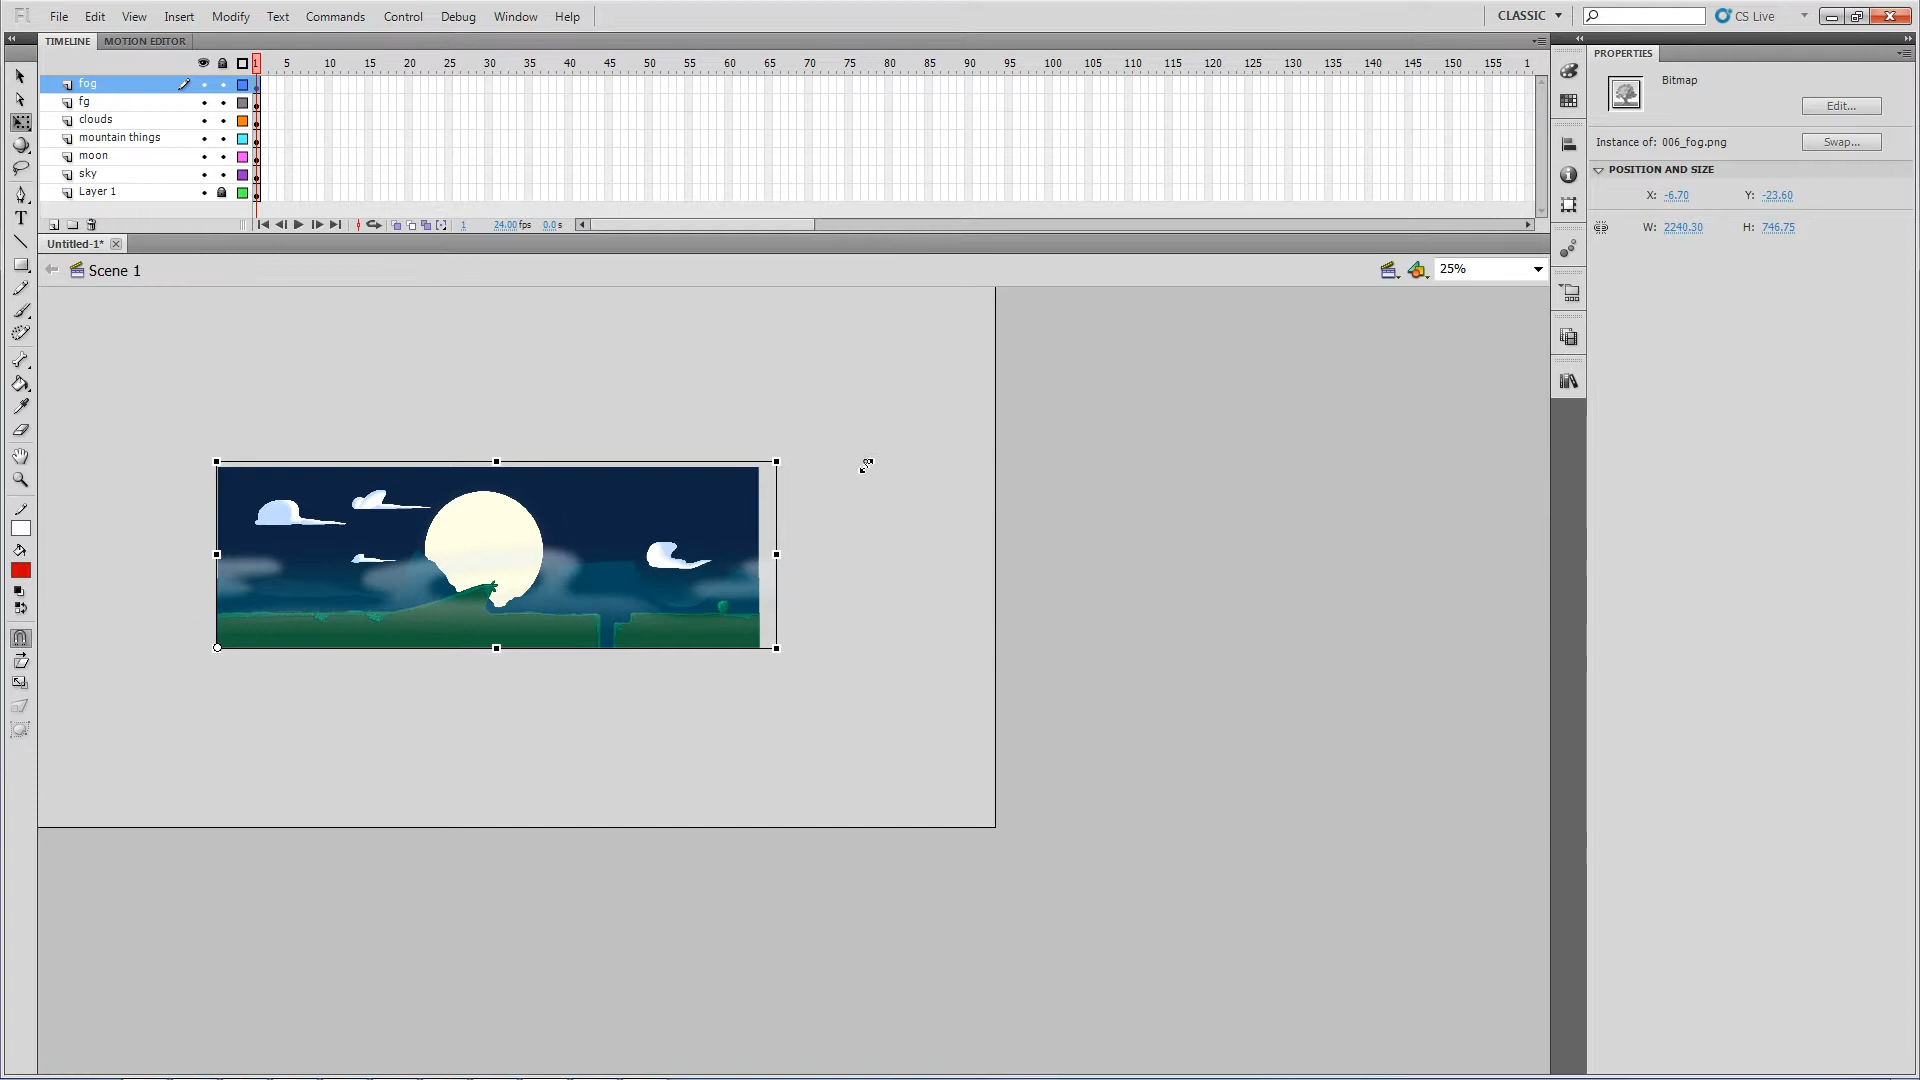 Fl File Edit View Insert Modify Text Commands Control Debug Window Help CLASSIC CS Live
TIMELINE MOTION EDITOR
1 5 10 15 20 25 30 35 40 45 50 55 60 65 70 75 80 85 90 95 100 105 110 115 120 125 130 135 140 145 150 155 1
fog
fg
clouds
mountain things
moon
sky
Layer 1
1 24.00 fps 0.0 s
Untitled-1*
Scene 1
25%
PROPERTIES
Bitmap
Edit...
Instance of: 006_fog.png Swap...
POSITION AND SIZE
X: -6.70 Y: -23.60
W: 2240.30 H: 746.75
T